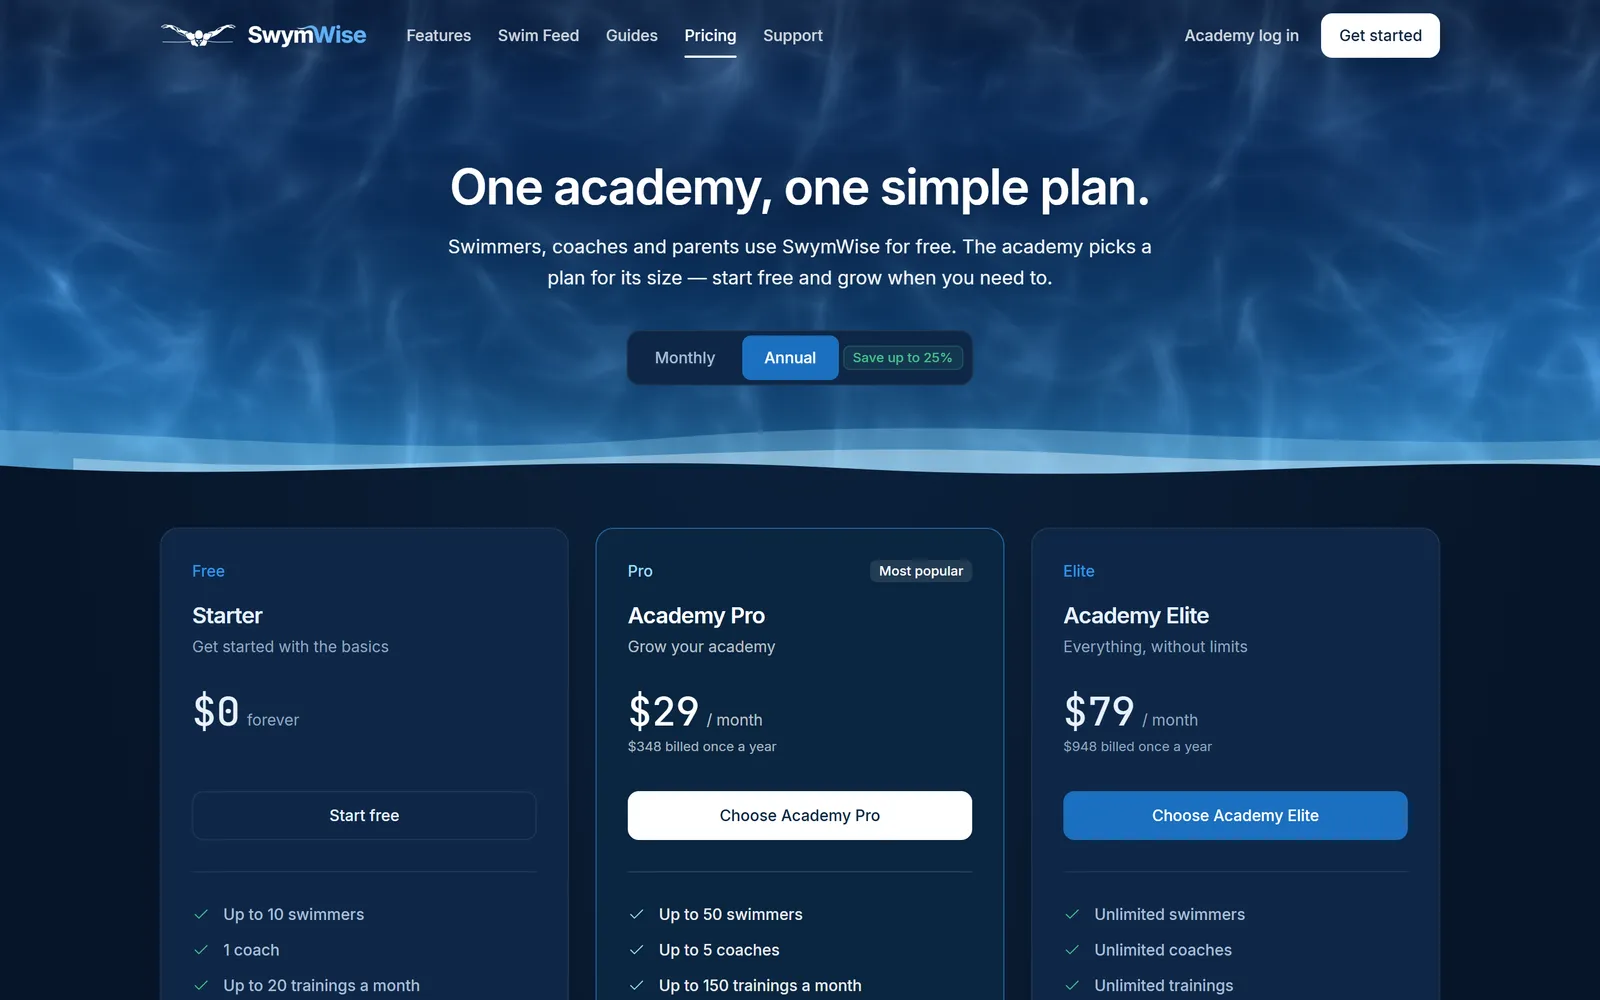 SwymWise
Features
Swim Feed
Guides
Pricing
Support
Academy log in
Get started
One academy, one simple plan.
Swimmers, coaches and parents use SwymWise for free. The academy picks a
plan for its size — start free and grow when you need to.
Monthly
Annual
Save up to 25%
Free
Starter
Get started with the basics
$0 forever
Start free
Up to 10 swimmers
1 coach
Up to 20 trainings a month
Pro
Most popular
Academy Pro
Grow your academy
$29 / month
$348 billed once a year
Choose Academy Pro
Up to 50 swimmers
Up to 5 coaches
Up to 150 trainings a month
Elite
Academy Elite
Everything, without limits
$79 / month
$948 billed once a year
Choose Academy Elite
Unlimited swimmers
Unlimited coaches
Unlimited trainings